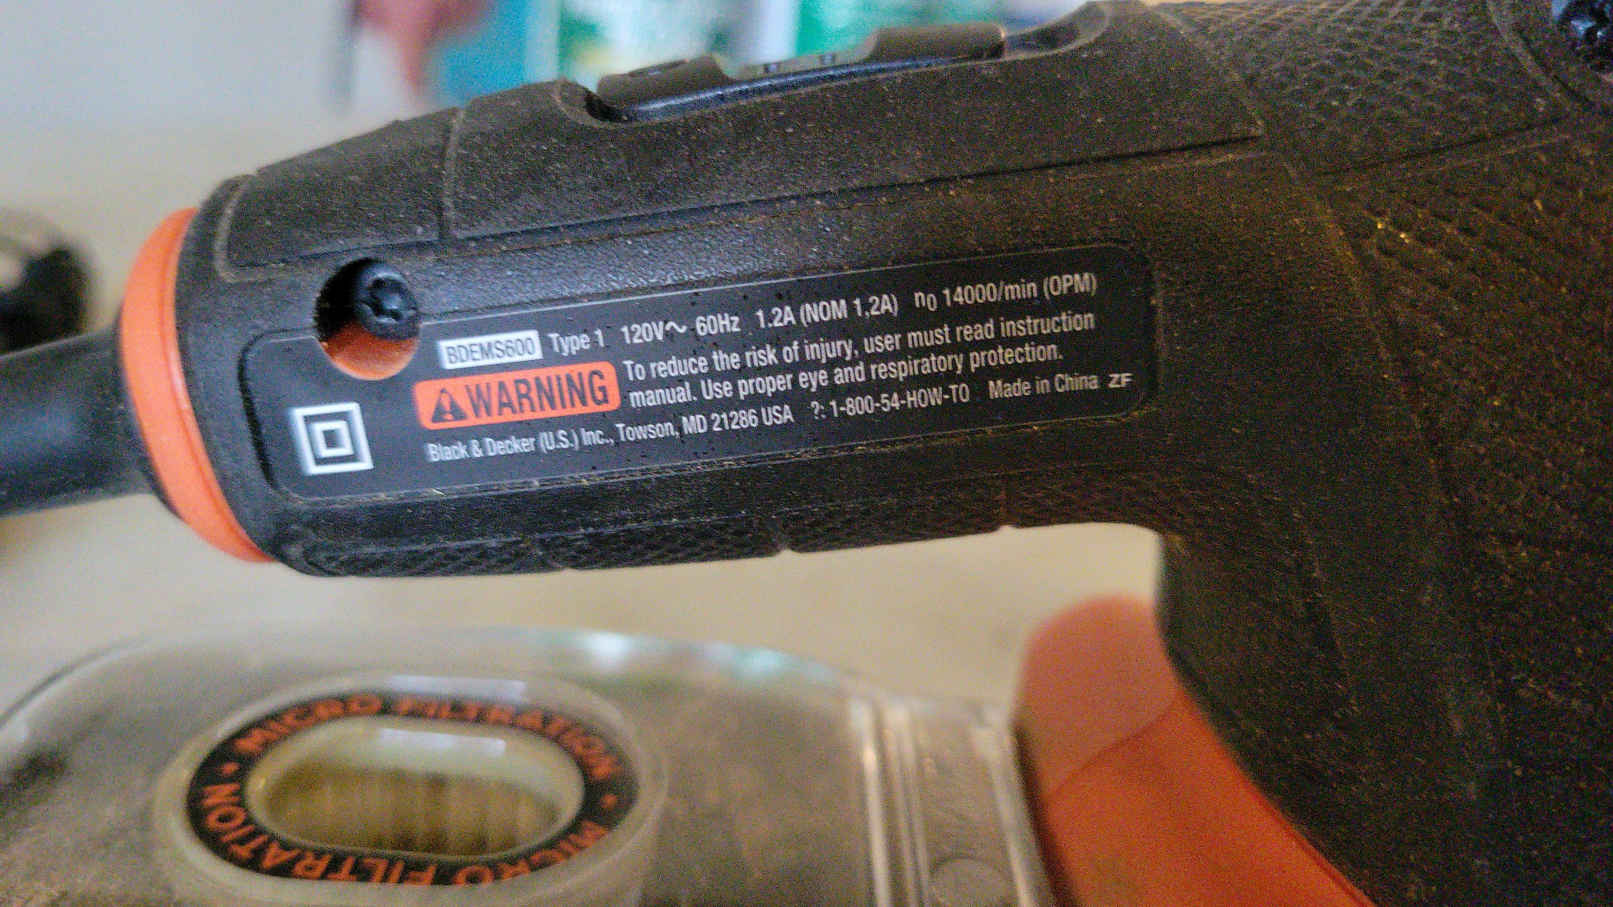 BDEMS600 Type 1 120V~ 60Hz 1.2A (NOM 1,2A) n0 14000/min (OPM)
WARNING To reduce the risk of injury, user must read instruction
manual. Use proper eye and respiratory protection.
Black & Decker (U.S.) Inc., Towson, MD 21286 USA ?: 1-800-54-HOW-TO Made in China ZF
MICRO FILTRATION • MICRO FILTRATION •